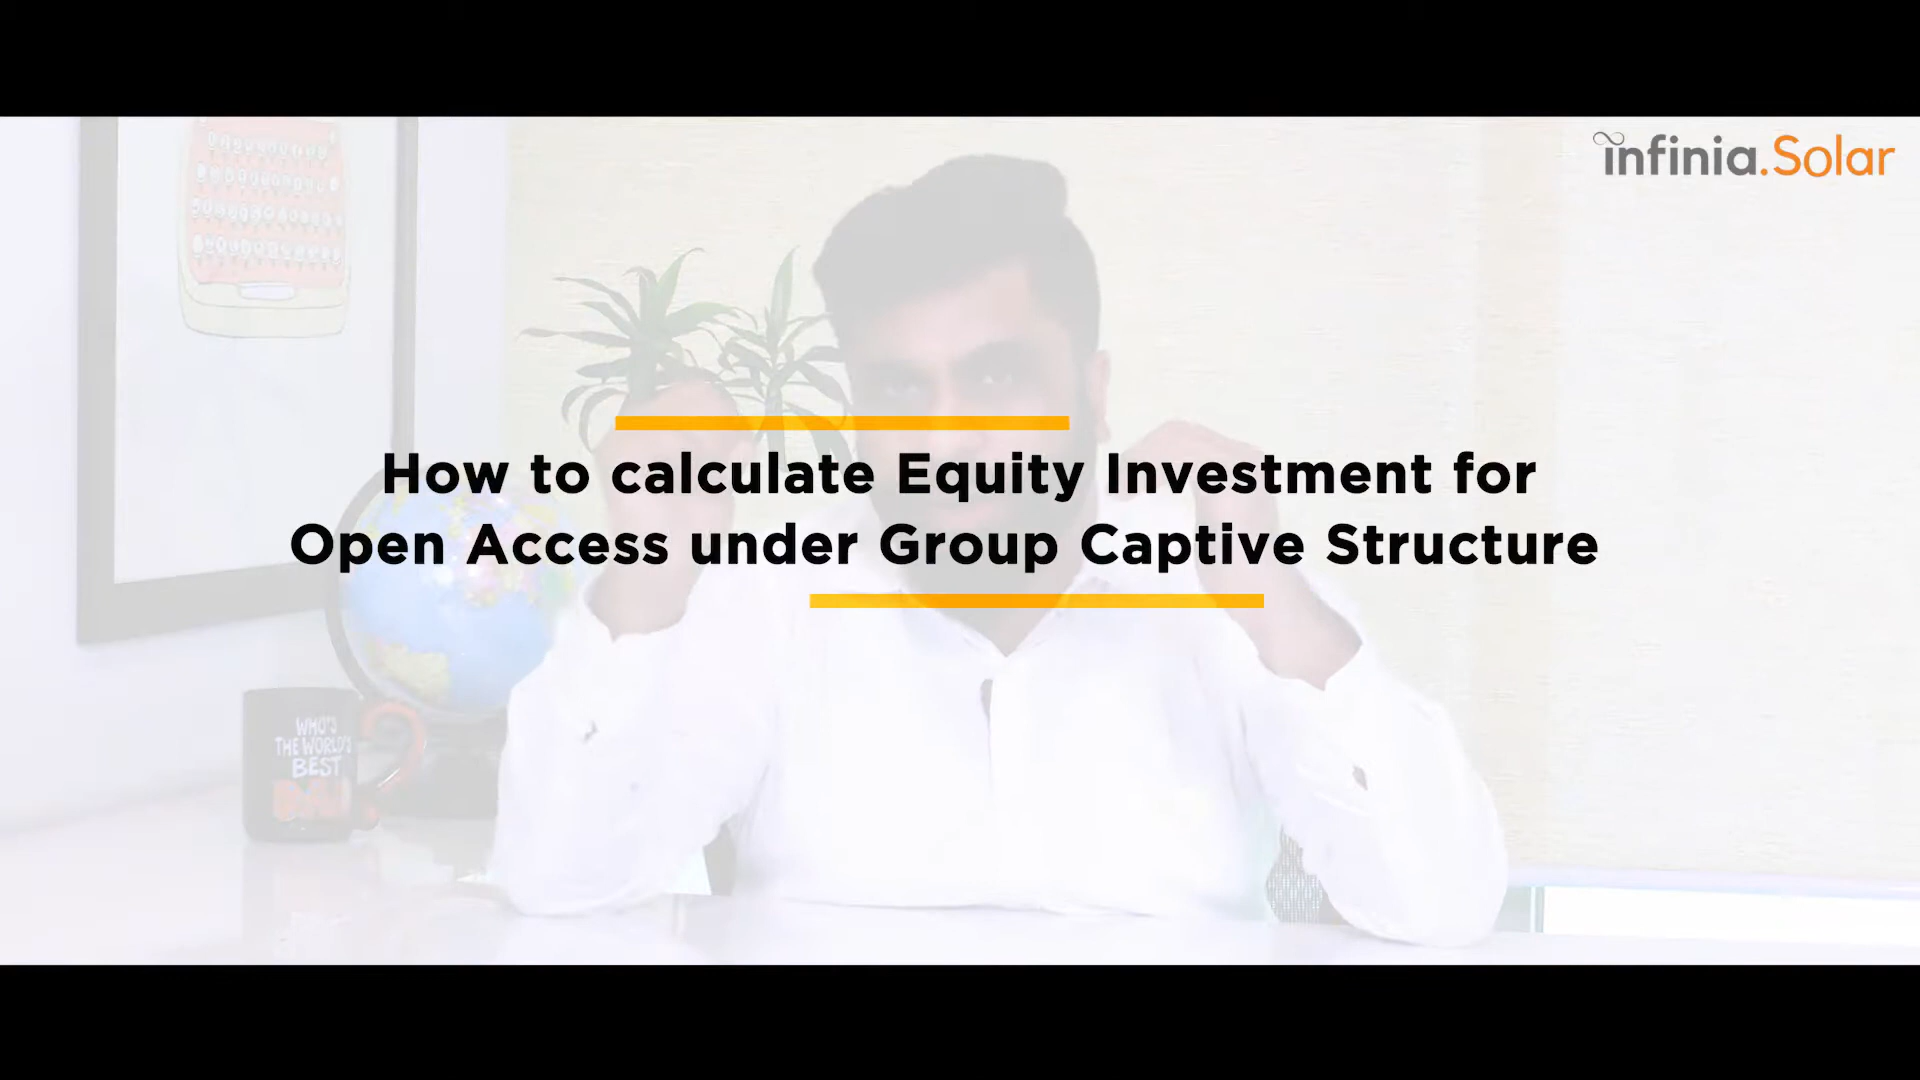 infinia.Solar
How to calculate Equity Investment for
Open Access under Group Captive Structure
WHO'S
THE WORLD'S
BEST